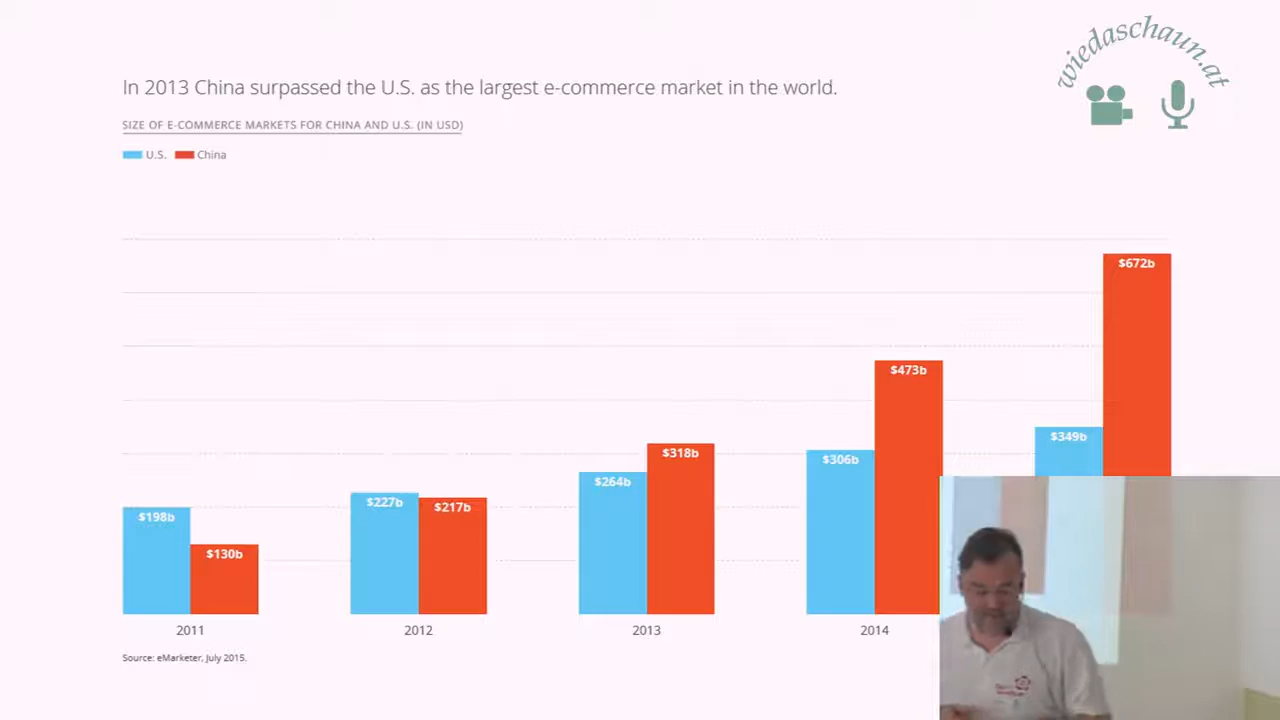 wiedaschaun.at
In 2013 China surpassed the U.S. as the largest e-commerce market in the world.
SIZE OF E-COMMERCE MARKETS FOR CHINA AND U.S. (IN USD)
U.S. China
$672b
$473b
$349b
$318b
$306b
$264b
$227b
$217b
$198b
$130b
2011 2012 2013 2014
Source: eMarketer, July 2015.